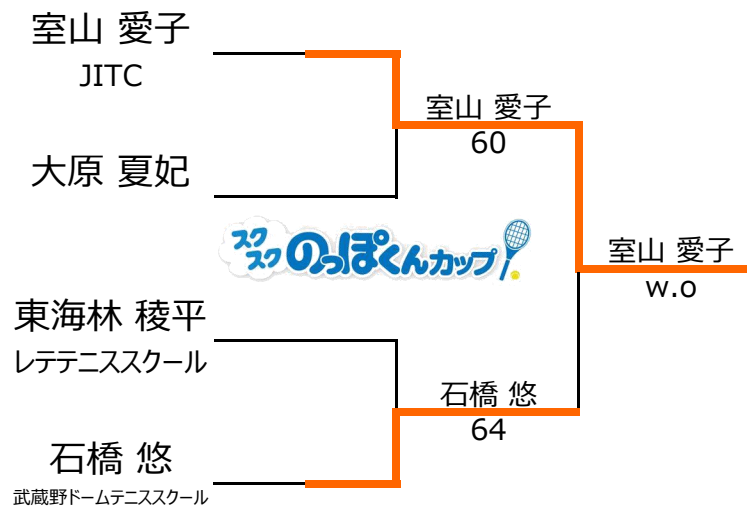 室山 愛子
JITC
室山 愛子
60
大原 夏妃
スクスク のっぽくんカップ
室山 愛子
w.o
東海林 稜平
レテテニススクール
石橋 悠
64
石橋 悠
武蔵野ドームテニススクール